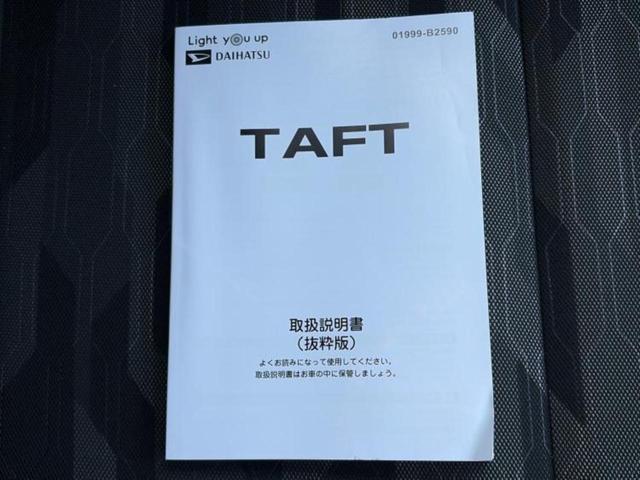 Light you up
01999-B2590
DAIHATSU
TAFT
取扱説明書
（抜粋版）
よくお読みになって使用してください。
取扱説明書はお車の中に保管しましょう。